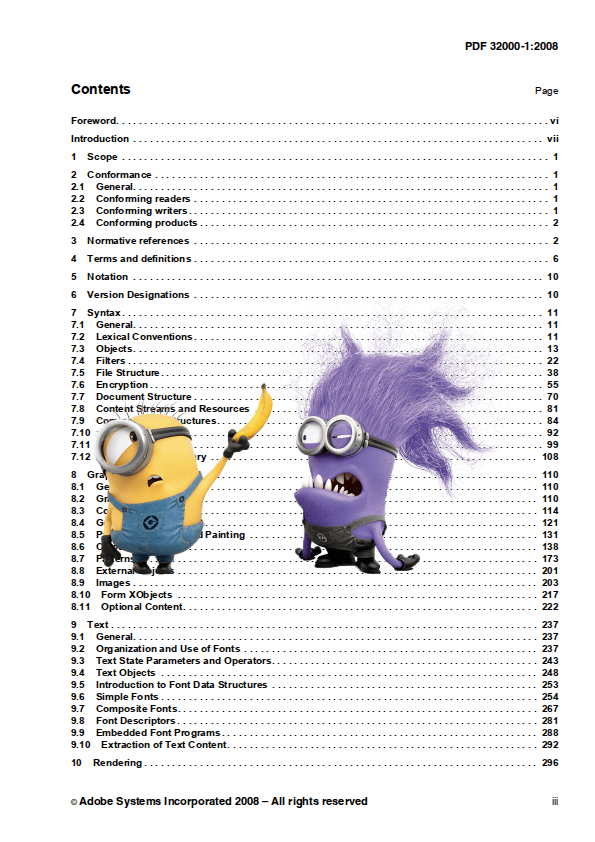 PDF 32000-1:2008
Contents Page
Foreword. . . . . vi
Introduction . . . . . vii
1 Scope . . . . . 1
2 Conformance . . . . . 1
2.1 General. . . . . 1
2.2 Conforming readers . . . . . 1
2.3 Conforming writers . . . . . 1
2.4 Conforming products . . . . . 2
3 Normative references . . . . . 2
4 Terms and definitions . . . . . 6
5 Notation . . . . . 10
6 Version Designations . . . . . 10
7 Syntax . . . . . 11
7.1 General. . . . . 11
7.2 Lexical Conventions . . . . . 11
7.3 Objects. . . . . 13
7.4 Filters . . . . . 22
7.5 File Structure . . . . . 38
7.6 Encryption . . . . . 55
7.7 Document Structure . . . . . 70
7.8 Content Streams and Resources . . . . . 81
7.9 . . . . . 84
7.10 . . . . . 92
7.11 . . . . . 99
7.12 . . . . . 108
8 . . . . . 110
8.1 . . . . . 110
8.2 . . . . . 110
8.3 . . . . . 114
8.4 . . . . . 121
8.5 Painting . . . . . 131
8.6 . . . . . 138
8.7 Patterns . . . . . 173
8.8 External . . . . . 201
8.9 Images . . . . . 203
8.10 Form XObjects . . . . . 217
8.11 Optional Content. . . . . 222
9 Text . . . . . 237
9.1 General. . . . . 237
9.2 Organization and Use of Fonts . . . . . 237
9.3 Text State Parameters and Operators. . . . . 243
9.4 Text Objects . . . . . 248
9.5 Introduction to Font Data Structures . . . . . 253
9.6 Simple Fonts . . . . . 254
9.7 Composite Fonts. . . . . 267
9.8 Font Descriptors . . . . . 281
9.9 Embedded Font Programs . . . . . 288
9.10 Extraction of Text Content. . . . . 292
10 Rendering . . . . . 296
© Adobe Systems Incorporated 2008 – All rights reserved iii